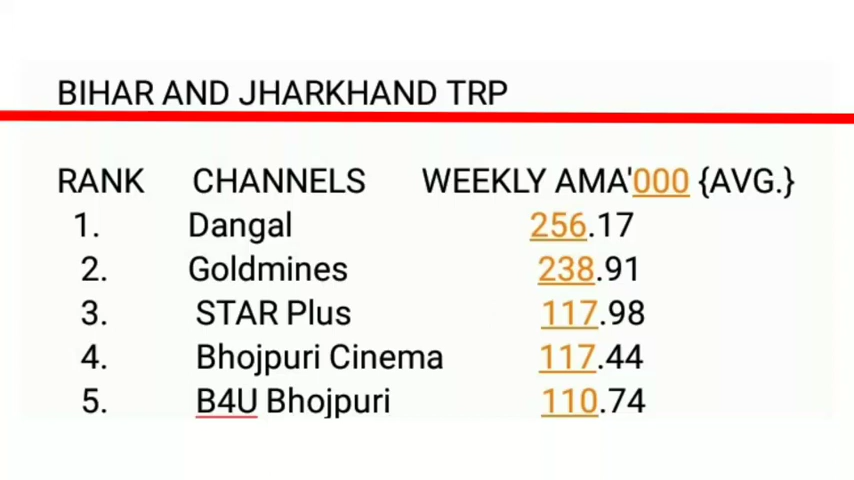 BIHAR AND JHARKHAND TRP
RANK CHANNELS WEEKLY AMA'000 {AVG.}
1. Dangal 256.17
2. Goldmines 238.91
3. STAR Plus 117.98
4. Bhojpuri Cinema 117.44
5. B4U Bhojpuri 110.74